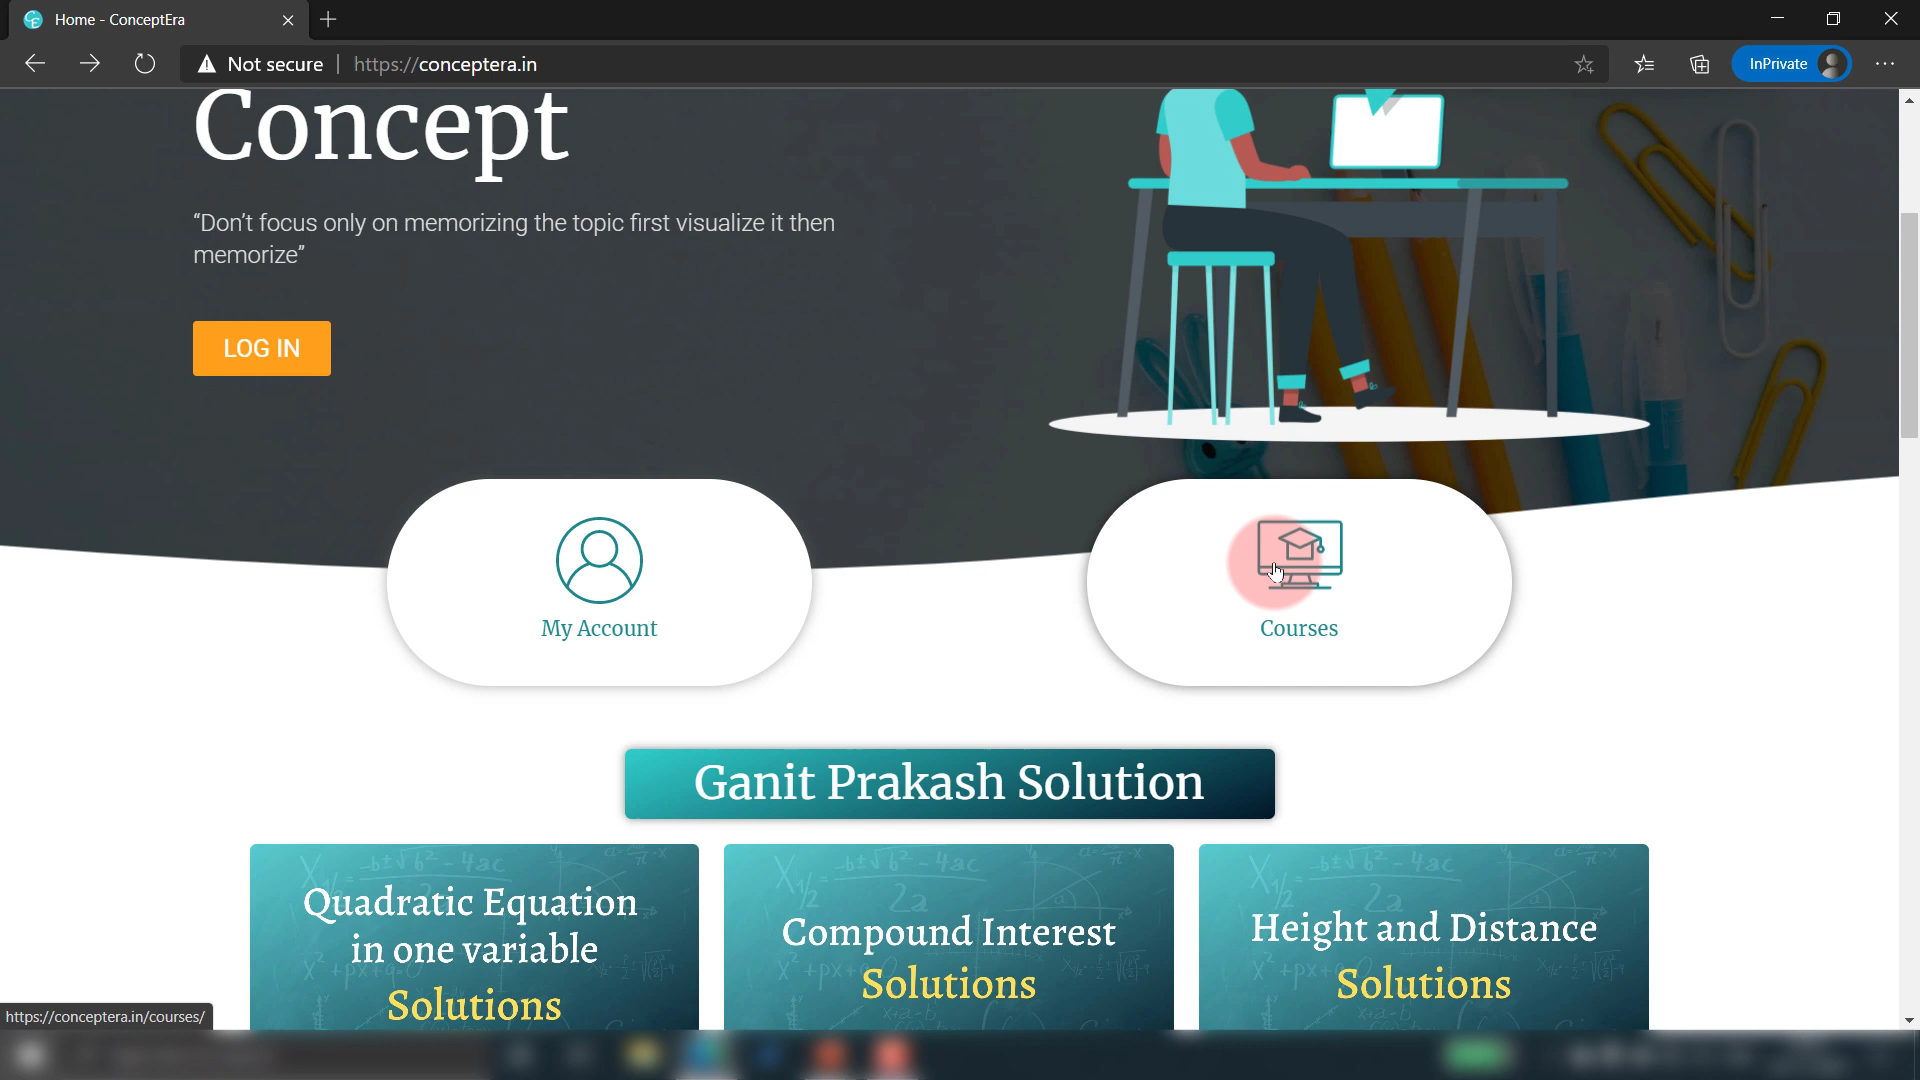 Home - ConceptEra
Not secure
https://conceptera.in
InPrivate
Concept
“Don’t focus only on memorizing the topic first visualize it then
memorize”
LOG IN
My Account
Courses
Ganit Prakash Solution
Quadratic Equation
in one variable
Solutions
Compound Interest
Solutions
Height and Distance
Solutions
https://conceptera.in/courses/